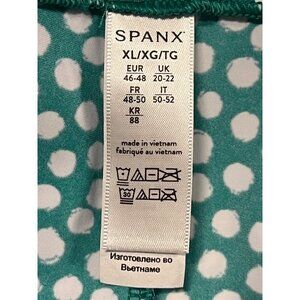 SPANX
XL/XG/TG
EUR UK
46-48 20-22
FR IT
48-50 50-52
KR
88
made in vietnam
fabriqué au vietnam
30
Изготовлено во
Вьетнаме